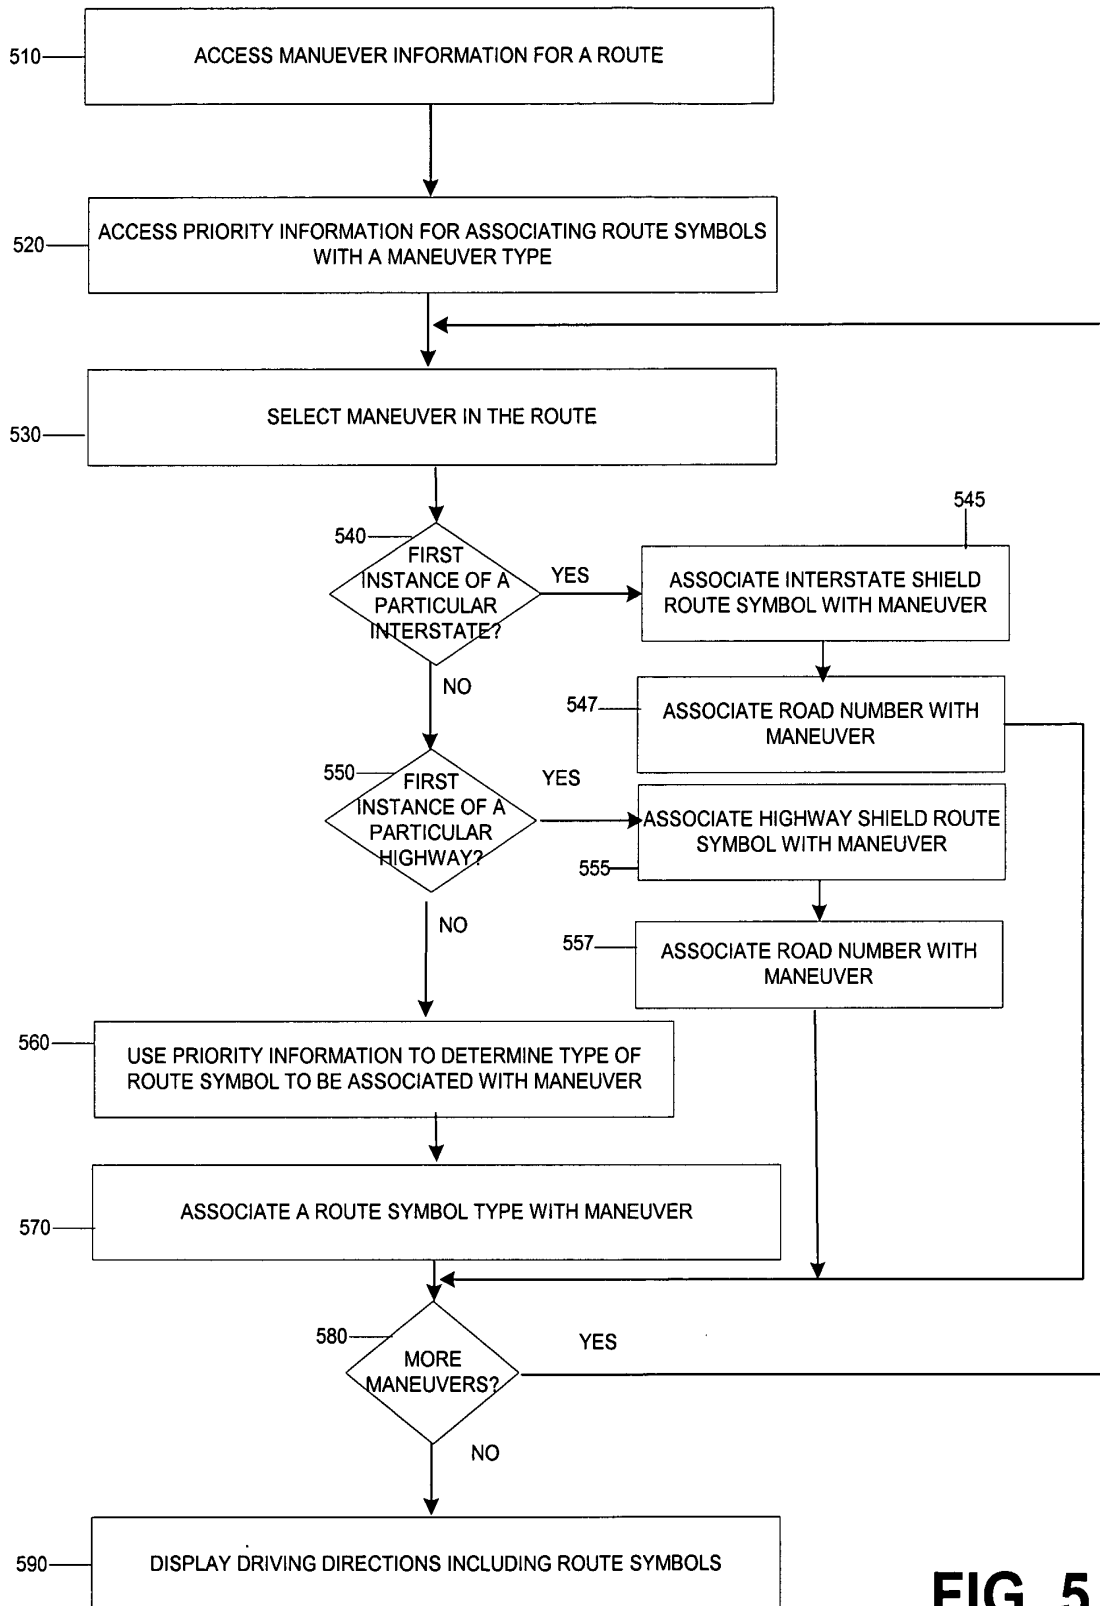 510
ACCESS MANUEVER INFORMATION FOR A ROUTE
520
ACCESS PRIORITY INFORMATION FOR ASSOCIATING ROUTE SYMBOLS
WITH A MANEUVER TYPE
530
SELECT MANEUVER IN THE ROUTE
540
FIRST
INSTANCE OF A
PARTICULAR
INTERSTATE?
YES
545
ASSOCIATE INTERSTATE SHIELD
ROUTE SYMBOL WITH MANEUVER
NO
547
ASSOCIATE ROAD NUMBER WITH
MANEUVER
550
FIRST
INSTANCE OF A
PARTICULAR
HIGHWAY?
YES
ASSOCIATE HIGHWAY SHIELD ROUTE
SYMBOL WITH MANEUVER
555
NO
557
ASSOCIATE ROAD NUMBER WITH
MANEUVER
560
USE PRIORITY INFORMATION TO DETERMINE TYPE OF
ROUTE SYMBOL TO BE ASSOCIATED WITH MANEUVER
570
ASSOCIATE A ROUTE SYMBOL TYPE WITH MANEUVER
580
MORE
MANEUVERS?
YES
NO
590
DISPLAY DRIVING DIRECTIONS INCLUDING ROUTE SYMBOLS
FIG. 5